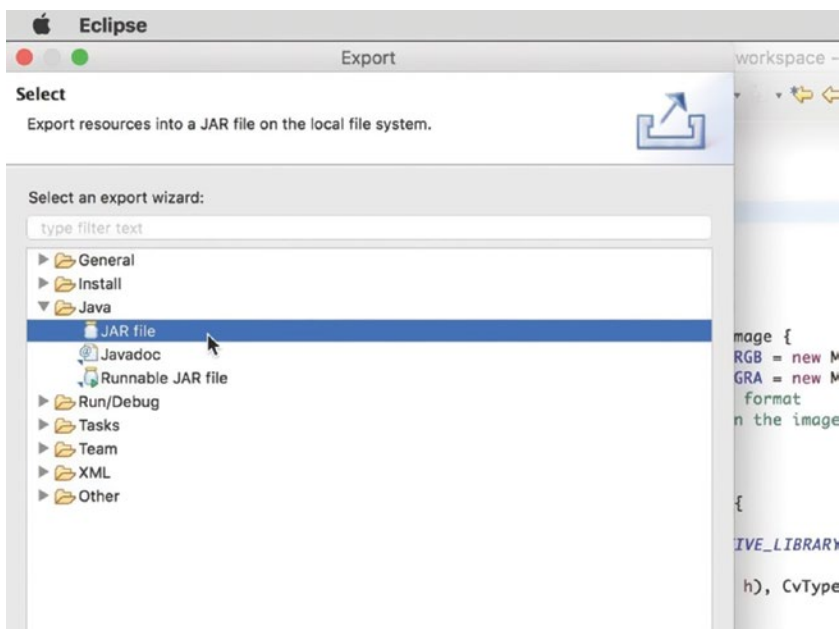 Eclipse
Export
workspace –
Select
Export resources into a JAR file on the local file system.
Select an export wizard:
type filter text
General
Install
Java
JAR file
Javadoc
Runnable JAR file
Run/Debug
Tasks
Team
XML
Other
mage {
RGB = new M
GRA = new M
format
n the image
{
IVE_LIBRARY
h), CvType